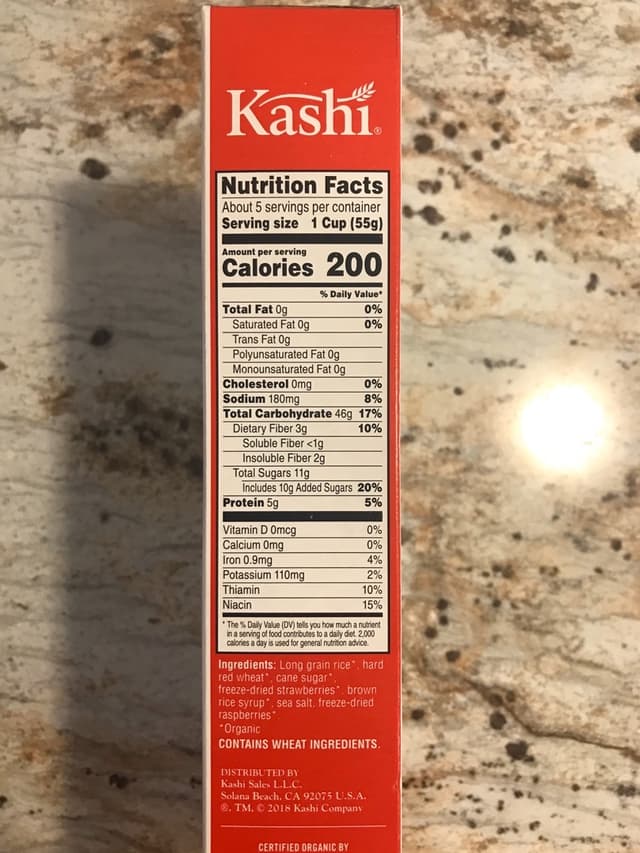 Kashi®
Nutrition Facts
About 5 servings per container
Serving size 1 Cup (55g)
Amount per serving
Calories 200
% Daily Value*
Total Fat 0g 0%
Saturated Fat 0g 0%
Trans Fat 0g
Polyunsaturated Fat 0g
Monounsaturated Fat 0g
Cholesterol 0mg 0%
Sodium 180mg 8%
Total Carbohydrate 46g 17%
Dietary Fiber 3g 10%
Soluble Fiber <1g
Insoluble Fiber 2g
Total Sugars 11g
Includes 10g Added Sugars 20%
Protein 5g 5%
Vitamin D 0mcg 0%
Calcium 0mg 0%
Iron 0.9mg 4%
Potassium 110mg 2%
Thiamin 10%
Niacin 15%
* The % Daily Value (DV) tells you how much a nutrient
in a serving of food contributes to a daily diet. 2,000
calories a day is used for general nutrition advice.
Ingredients: Long grain rice*, hard
red wheat*, cane sugar*,
freeze-dried strawberries*, brown
rice syrup*, sea salt, freeze-dried
raspberries*.
*Organic
CONTAINS WHEAT INGREDIENTS.
DISTRIBUTED BY
Kashi Sales L.L.C.
Solana Beach, CA 92075 U.S.A.
®, TM, © 2018 Kashi Company
CERTIFIED ORGANIC BY